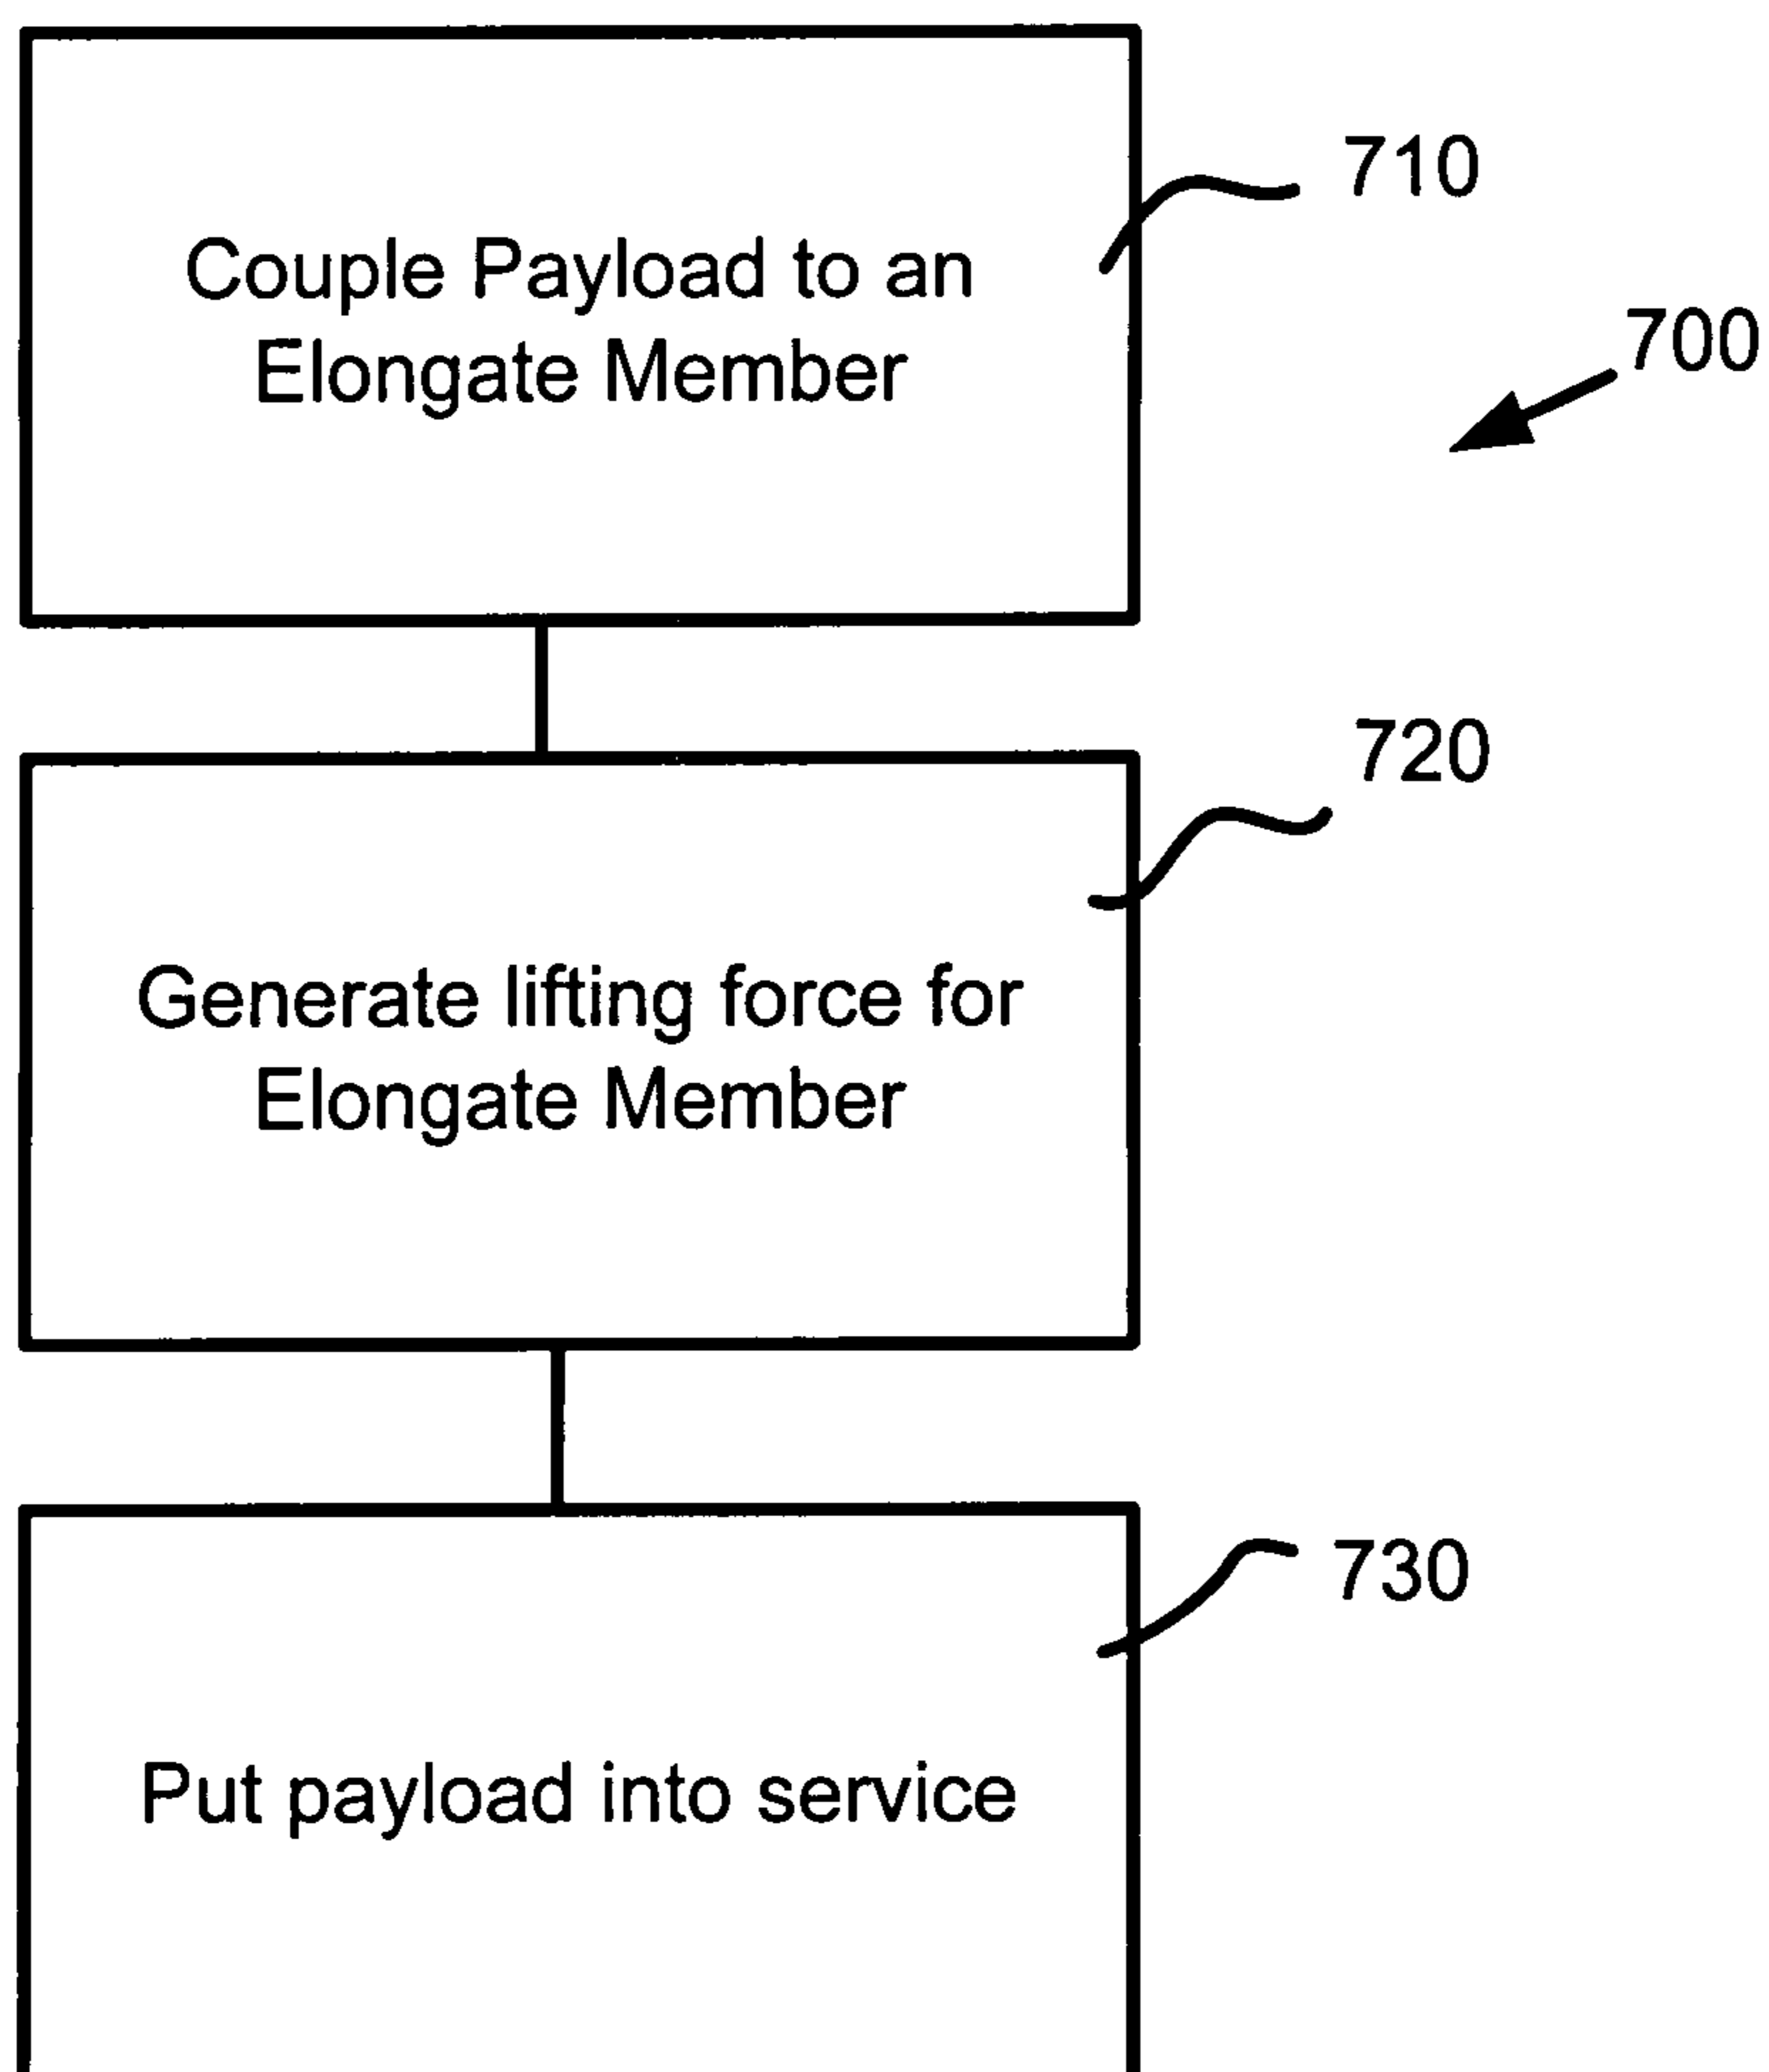 710
Couple Payload to an
Elongate Member
700
720
Generate lifting force for
Elongate Member
730
Put payload into service